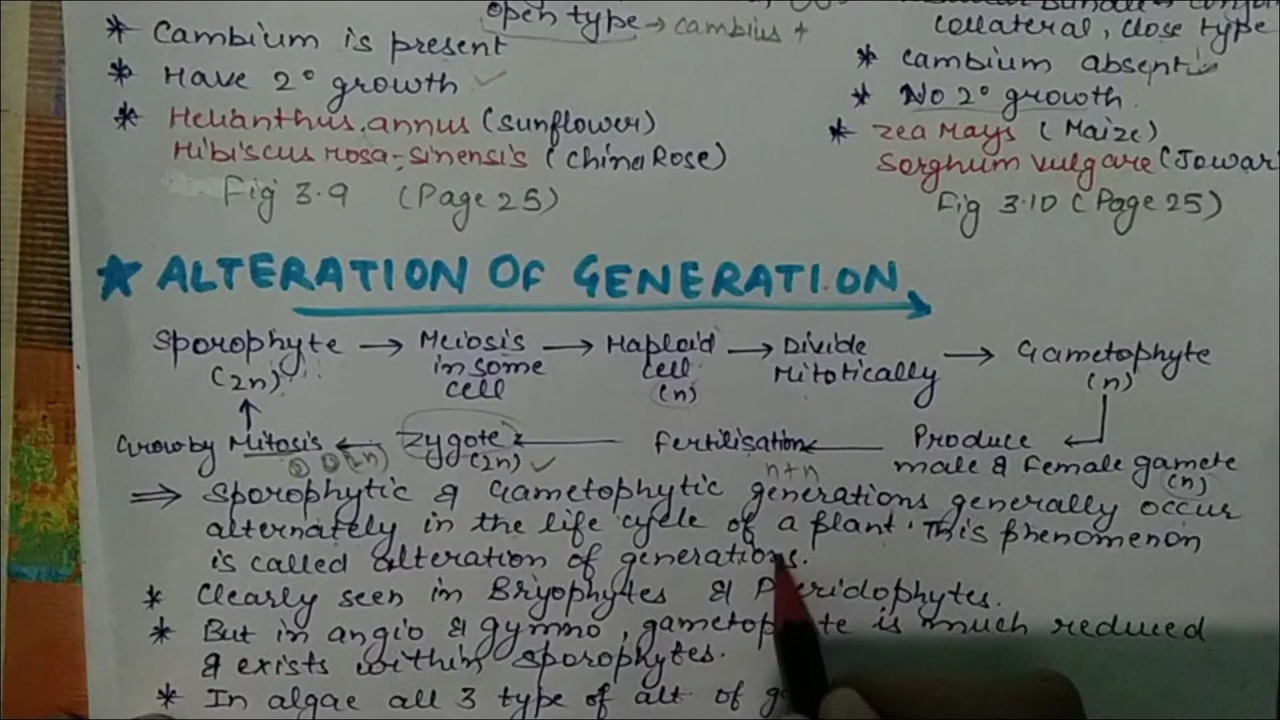 open type → cambium +
collateral, close type
* Cambium is present
* cambium absent
* Have 2° growth
* No 2° growth
* Helianthus annus (sunflower)
* Zea Mays (Maize)
Hibiscus rosa-sinensis (China Rose)
Sorghum vulgare (Jowar
Fig 3.9 (Page 25)
Fig 3.10 (Page 25)
★ ALTERATION OF GENERATION
Sporophyte → Meiosis → Haploid → Divide → Gametophyte
(2n) in some cell Mitotically (n)
cell (n)
Grow by Mitosis ← Zygote ← Fertilisation ← Produce
(2n) (2n) n+n male & Female gamete
(n)
⇒ Sporophytic & Gametophytic generations generally occur
alternately in the life cycle of a plant. This phenomenon
is called alteration of generations.
* Clearly seen in Bryophytes & Pteridophytes.
* But in angio & gymno, gametophyte is much reduced
& exists within sporophytes.
* In algae all 3 type of alt of g